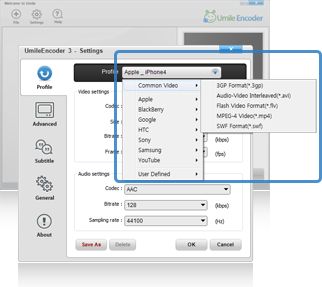 Welcome to Umile
File
Settings
Help
Umile Encoder
UmileEncoder 3 - Settings
Profile
Advanced
Subtitle
General
About
Profile
Apple _ iPhone4
Common Video
Apple
BlackBerry
Google
HTC
Sony
Samsung
YouTube
User Defined
3GP Format(*.3gp)
Audio-Video Interleaved(*.avi)
Flash Video Format(*.flv)
MPEG-4 Video(*.mp4)
SWF Format(*.swf)
Video settings
Codec
Bitrate
(kbps)
Frame
(fps)
Audio settings
Codec : AAC
Bitrate : 128 (kbps)
Sampling rate : 44100 (Hz)
Save As
Delete
OK
Cancel